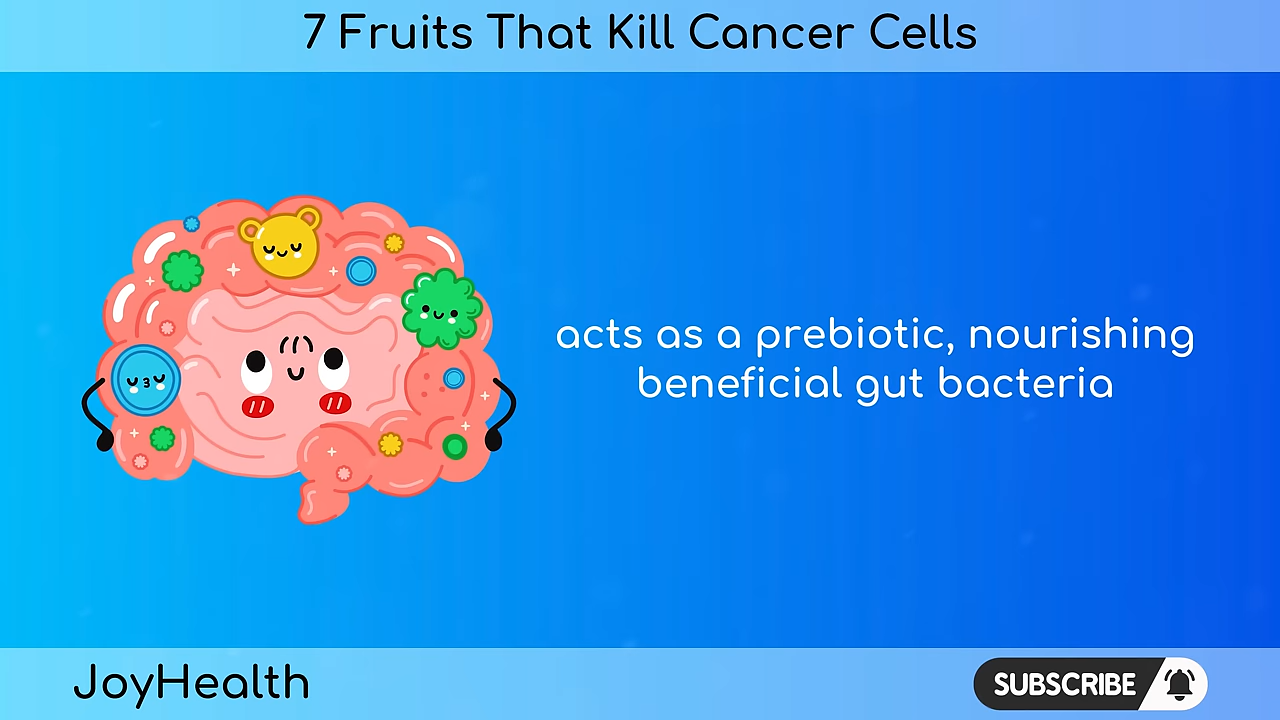 7 Fruits That Kill Cancer Cells
acts as a prebiotic, nourishing
beneficial gut bacteria
JoyHealth
SUBSCRIBE